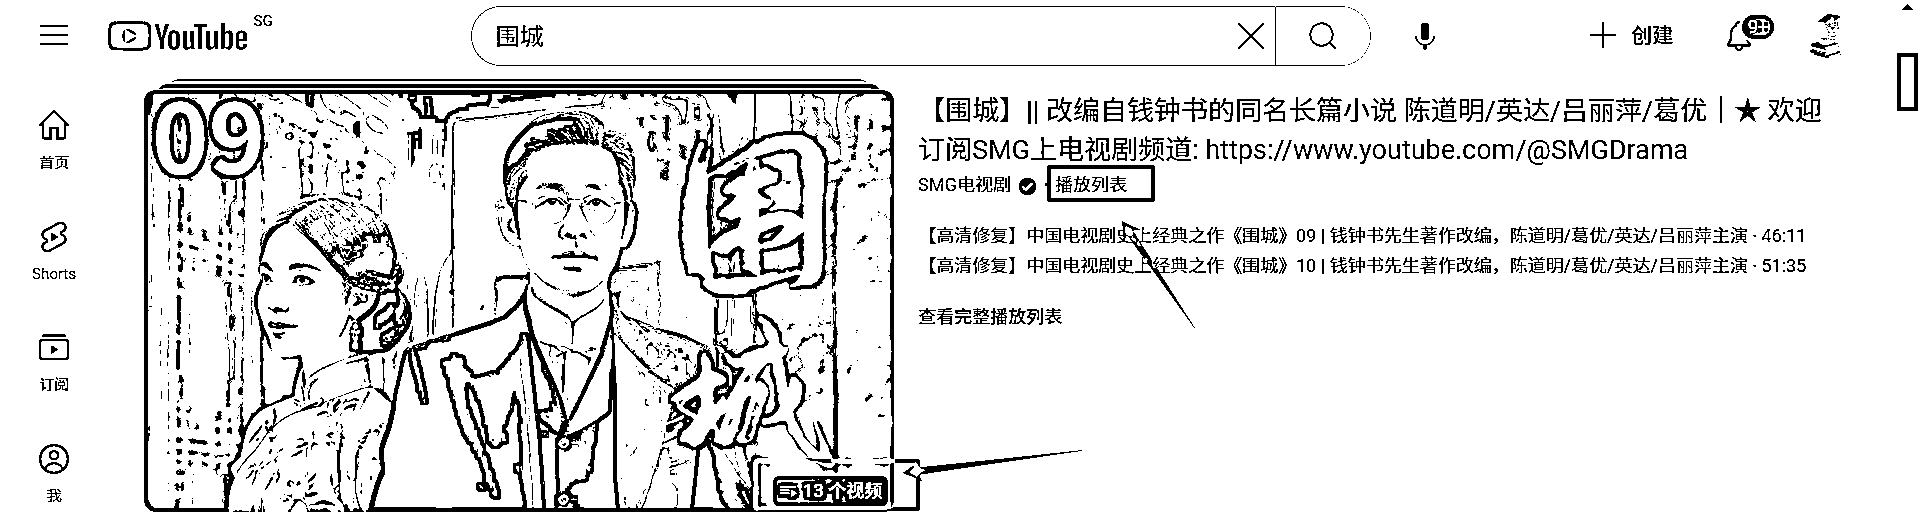 YouTube SG
围城
创建
9+
首页
Shorts
订阅
我
09
围城
13个视频
【围城】|| 改编自钱钟书的同名长篇小说 陈道明/英达/吕丽萍/葛优｜★ 欢迎
订阅SMG上电视剧频道: https://www.youtube.com/@SMGDrama
SMG电视剧 · 播放列表
【高清修复】中国电视剧史上经典之作《围城》09 | 钱钟书先生著作改编，陈道明/葛优/英达/吕丽萍主演 · 46:11
【高清修复】中国电视剧史上经典之作《围城》10 | 钱钟书先生著作改编，陈道明/葛优/英达/吕丽萍主演 · 51:35
查看完整播放列表